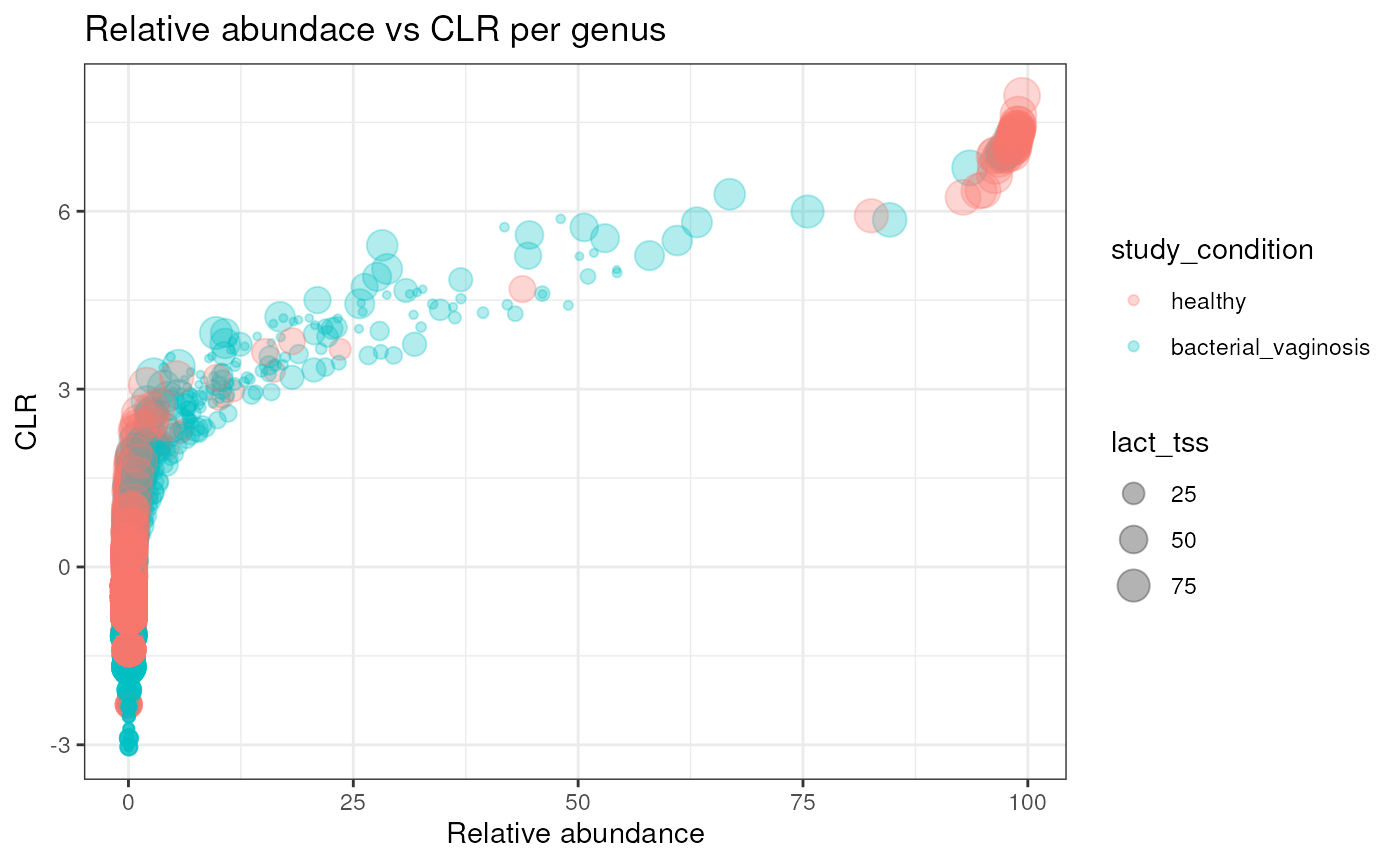 Relative abundace vs CLR per genus
CLR
6
3
0
-3
0 25 50 75 100
Relative abundance
study_condition
healthy
bacterial_vaginosis
lact_tss
25
50
75